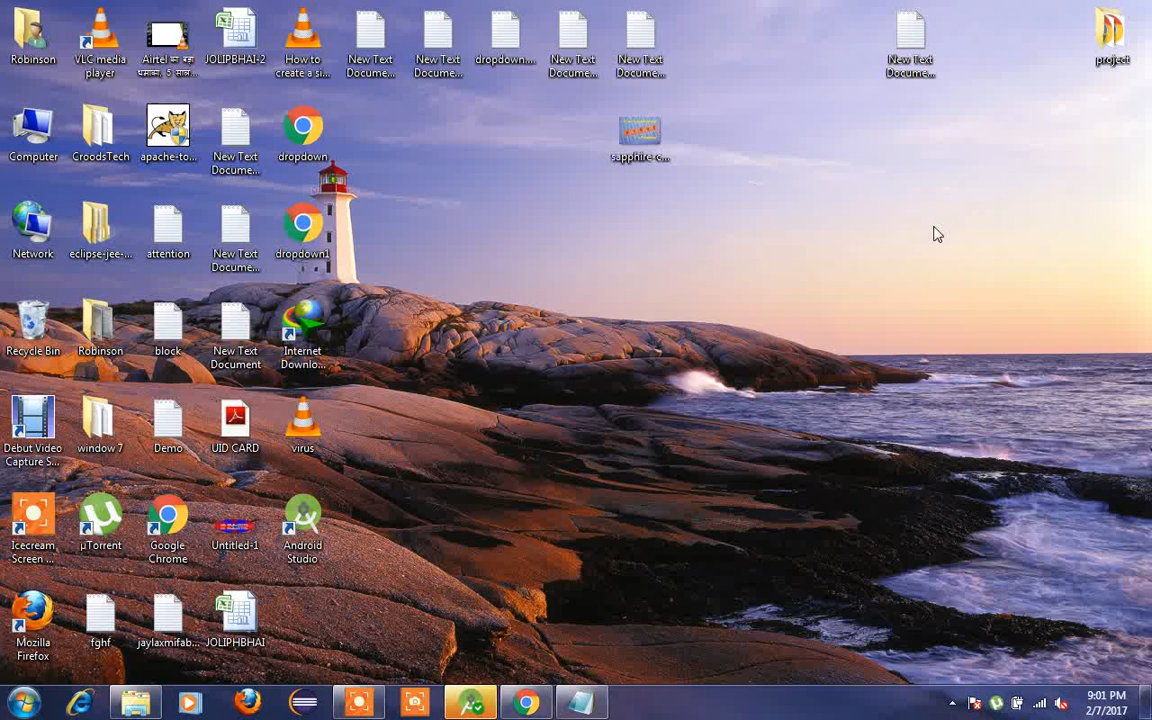 Robinson
VLC media
player
Airtel का बड़ा
धमाका, 5 साल...
JOLIPBHAI-2
How to
create a si...
New Text
Docume...
New Text
Docume...
dropdown....
New Text
Docume...
New Text
Docume...
New Text
Docume...
project
Computer
CroodsTech
apache-to...
New Text
Docume...
dropdown
sapphire-c...
Network
eclipse-jee-...
attention
New Text
Docume...
dropdown1
Recycle Bin
Robinson
block
New Text
Document
Internet
Downlo...
Debut Video
Capture S...
window 7
Demo
UID CARD
virus
Icecream
Screen ...
µTorrent
Google
Chrome
Untitled-1
Android
Studio
Mozilla
Firefox
fghf
jaylaxmifab...
JOLIPHBHAI
9:01 PM
2/7/2017